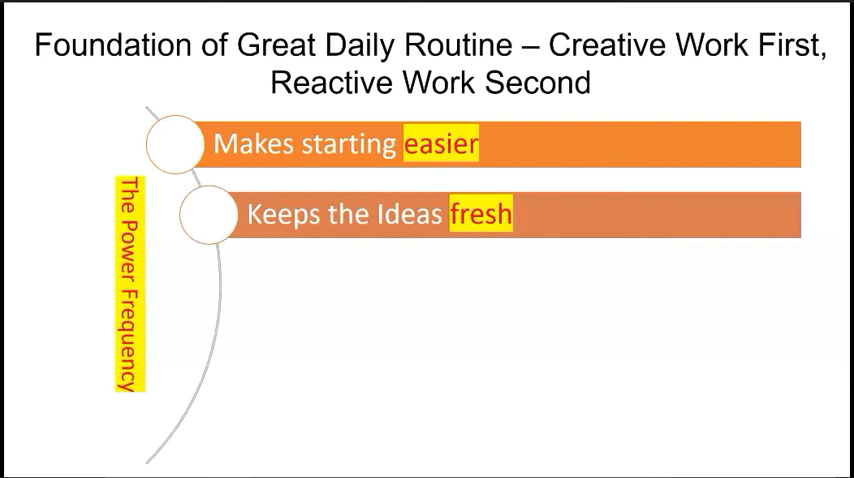 Foundation of Great Daily Routine – Creative Work First,
Reactive Work Second
Makes starting easier
Keeps the Ideas fresh
The Power Frequency